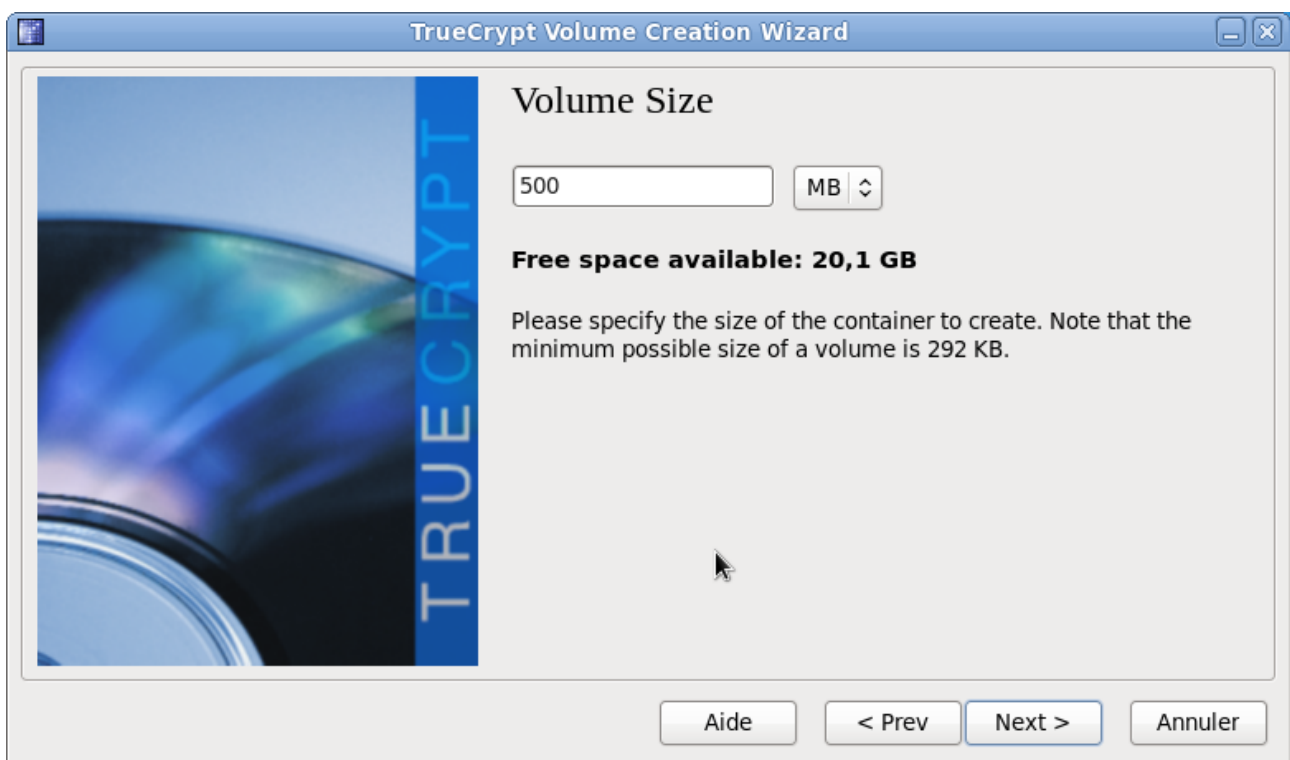 TrueCrypt Volume Creation Wizard
TRUECRYPT
Volume Size
500
MB
Free space available: 20,1 GB
Please specify the size of the container to create. Note that the
minimum possible size of a volume is 292 KB.
Aide
< Prev
Next >
Annuler